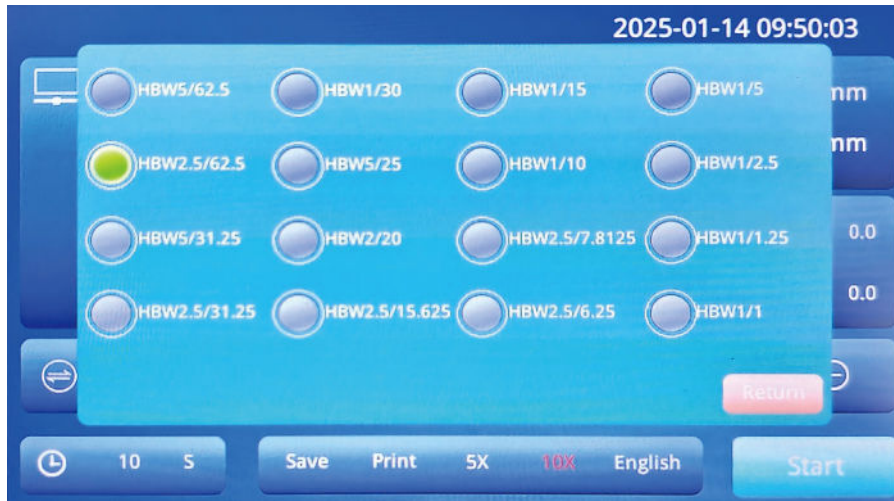 2025-01-14 09:50:03
HBW5/62.5 HBW1/30 HBW1/15 HBW1/5 mm
HBW2.5/62.5 HBW5/25 HBW1/10 HBW1/2.5 mm
HBW5/31.25 HBW2/20 HBW2.5/7.8125 HBW1/1.25 0.0
HBW2.5/31.25 HBW2.5/15.625 HBW2.5/6.25 HBW1/1 0.0
Return
10 S Save Print 5X 10X English Start